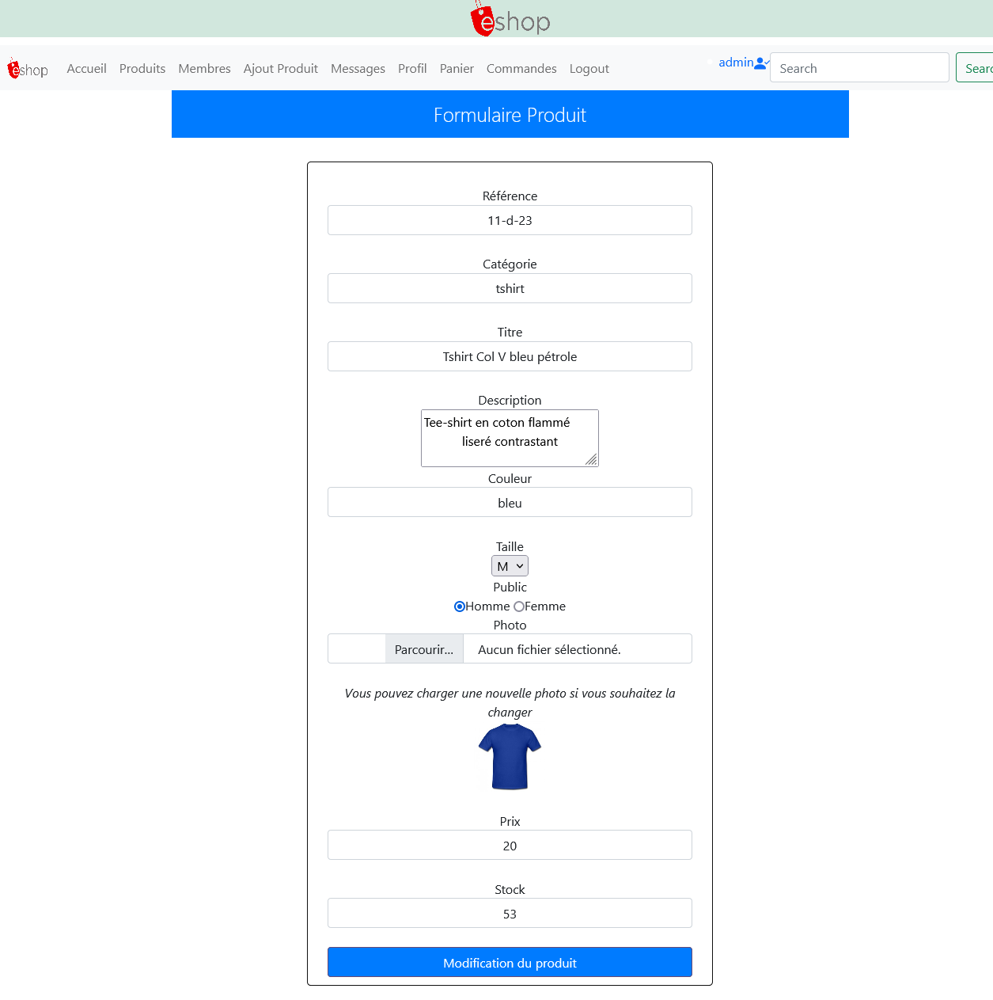 eshop
eshop Accueil Produits Membres Ajout Produit Messages Profil Panier Commandes Logout admin Search Searc
Formulaire Produit
Référence
11-d-23
Catégorie
tshirt
Titre
Tshirt Col V bleu pétrole
Description
Tee-shirt en coton flammé
liseré contrastant
Couleur
bleu
Taille
M
Public
Homme Femme
Photo
Parcourir... Aucun fichier sélectionné.
Vous pouvez charger une nouvelle photo si vous souhaitez la
changer
Prix
20
Stock
53
Modification du produit